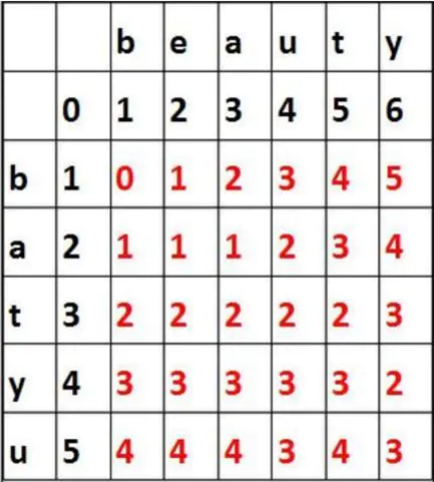 b e a u t y
0 1 2 3 4 5 6
b 1 0 1 2 3 4 5
a 2 1 1 1 2 3 4
t 3 2 2 2 2 2 3
y 4 3 3 3 3 3 2
u 5 4 4 4 3 4 3